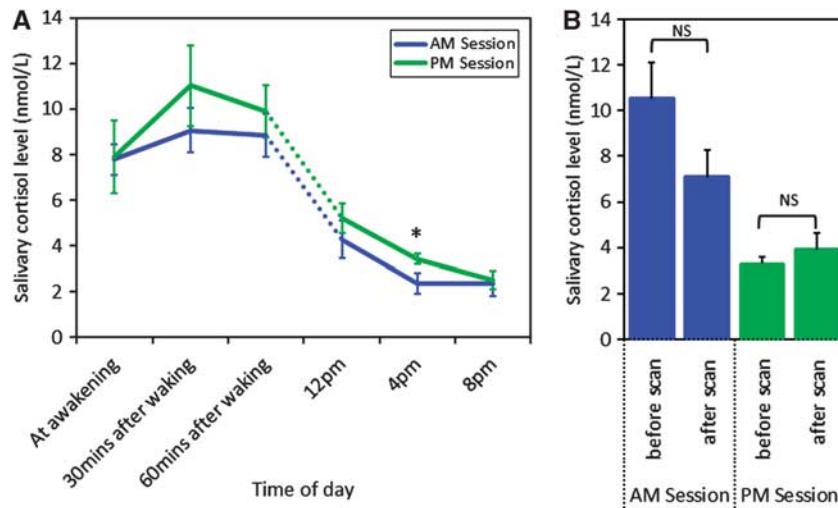 A
14
12
10
8
6
4
2
0
Salivary cortisol level (nmol/L)
AM Session
PM Session
*
At awakening
30mins after waking
60mins after waking
12pm
4pm
8pm
Time of day
B
14
12
10
8
6
4
2
0
Salivary cortisol level (nmol/L)
NS
NS
before scan
after scan
before scan
after scan
AM Session
PM Session